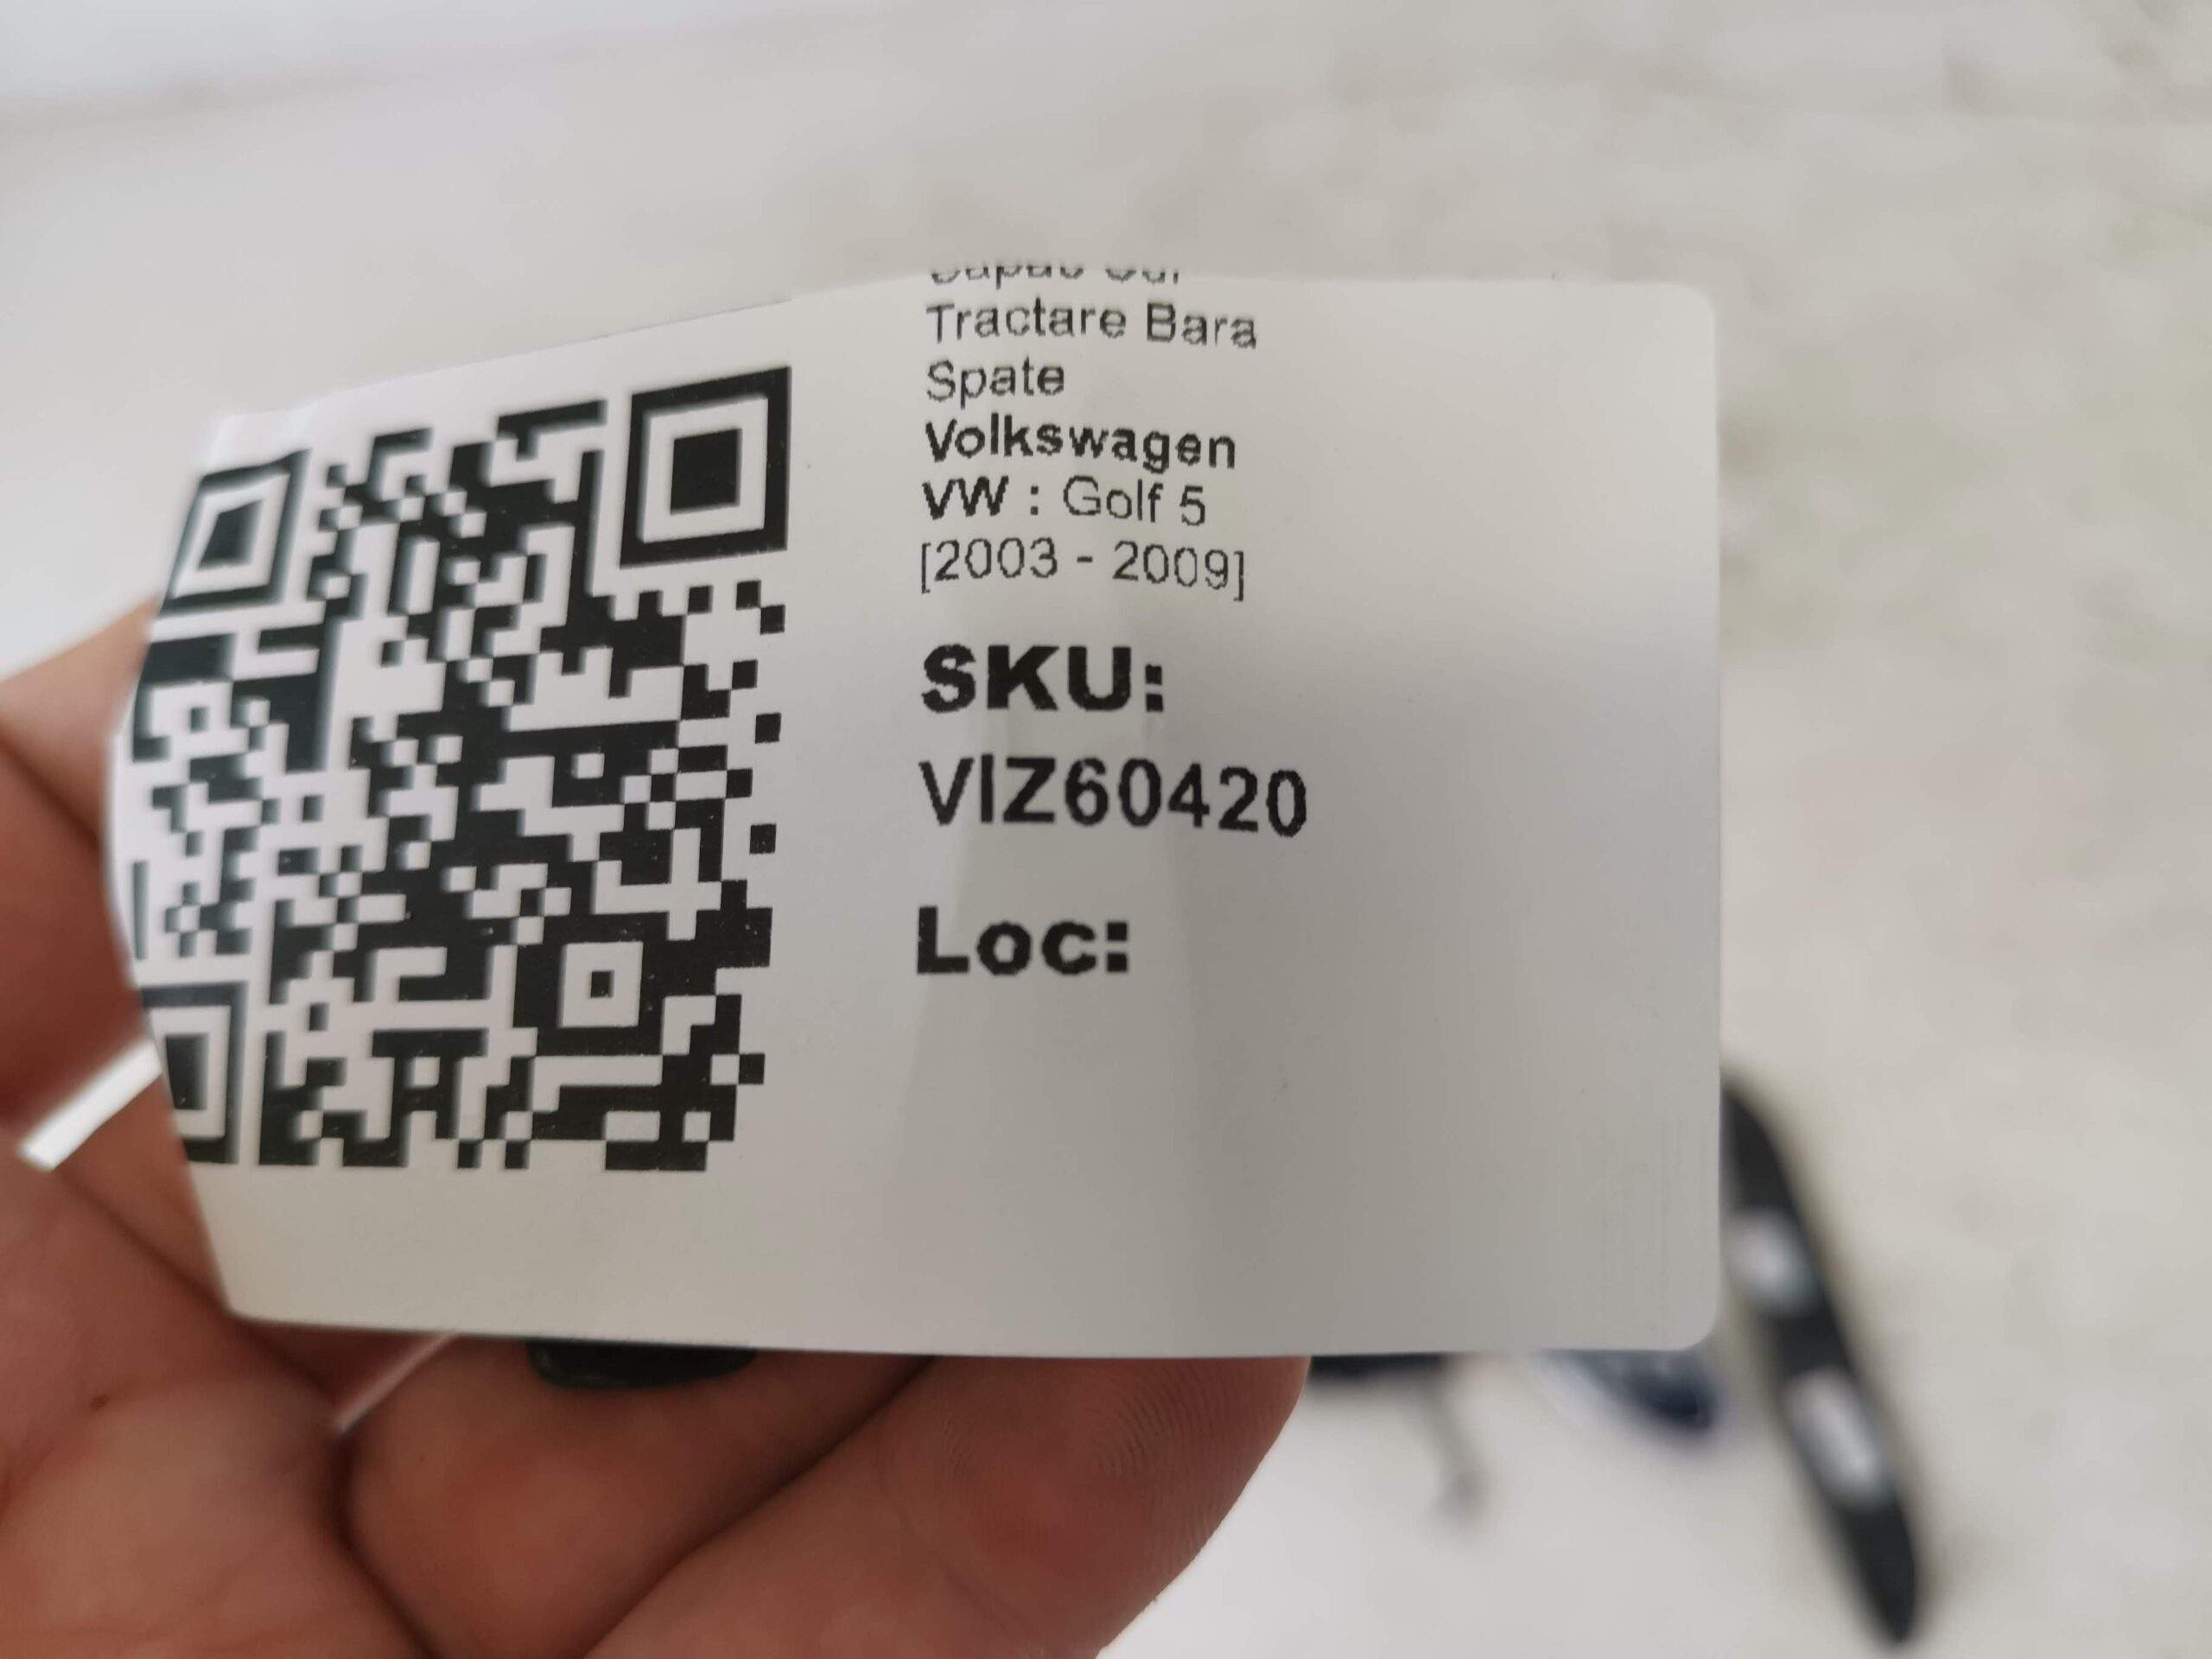 Tractare Bara
Spate
Volkswagen
VW : Golf 5
[2003 - 2009]
SKU:
VIZ60420
Loc: